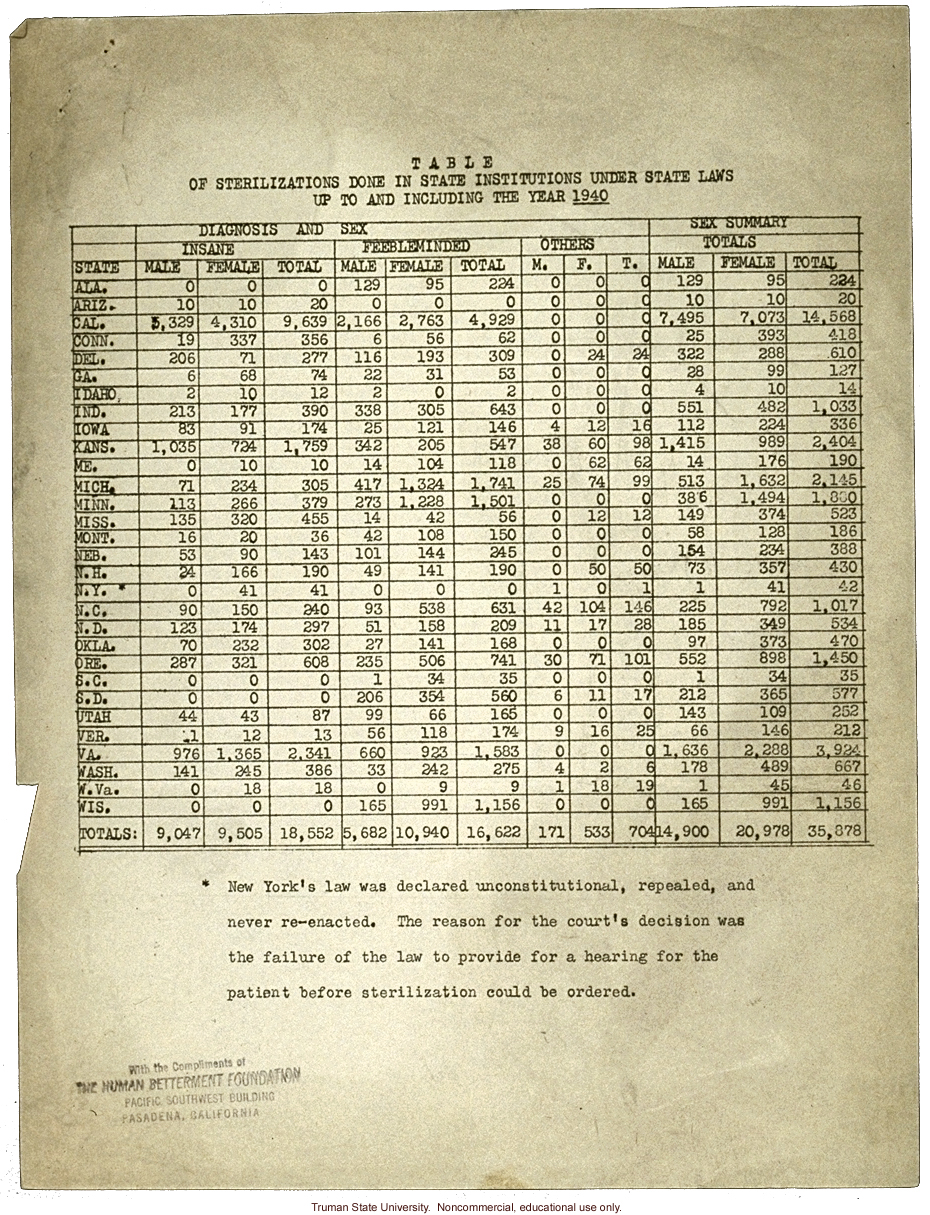 TABLE
OF STERILIZATIONS DONE IN STATE INSTITUTIONS UNDER STATE LAWS
UP TO AND INCLUDING THE YEAR 1940
DIAGNOSIS AND SEX SEX SUMMARY
INSANE FEEBLEMINDED OTHERS TOTALS
STATE MALE FEMALE TOTAL MALE FEMALE TOTAL M. F. T. MALE FEMALE TOTAL
ALA. 0 0 0 129 95 224 0 0 0 129 95 224
ARIZ. 10 10 20 0 0 0 0 0 0 10 10 20
CAL. 5,329 4,310 9,639 2,166 2,763 4,929 0 0 0 7,495 7,073 14,568
CONN. 19 337 356 6 56 62 0 0 0 25 393 418
DEL. 206 71 277 116 193 309 0 24 24 322 288 610
GA. 6 68 74 22 31 53 0 0 0 28 99 127
IDAHO 2 10 12 2 0 2 0 0 0 4 10 14
IND. 213 177 390 338 305 643 0 0 0 551 482 1,033
IOWA 83 91 174 25 121 146 4 12 16 112 224 336
KANS. 1,035 724 1,759 342 205 547 38 60 98 1,415 989 2,404
ME. 0 10 10 14 104 118 0 62 62 14 176 190
MICH. 71 234 305 417 1,324 1,741 25 74 99 513 1,632 2,145
MINN. 113 266 379 273 1,228 1,501 0 0 0 386 1,494 1,880
MISS. 135 320 455 14 42 56 0 12 12 149 374 523
MONT. 16 20 36 42 108 150 0 0 0 58 128 186
NEB. 53 90 143 101 144 245 0 0 0 154 234 388
N.H. 24 166 190 49 141 190 0 50 50 73 357 430
N.Y. * 0 41 41 0 0 0 1 0 1 1 41 42
N.C. 90 150 240 93 538 631 42 104 146 225 792 1,017
N.D. 123 174 297 51 158 209 11 17 28 185 349 534
OKLA. 70 232 302 27 141 168 0 0 0 97 373 470
ORE. 287 321 608 235 506 741 30 71 101 552 898 1,450
S.C. 0 0 0 1 34 35 0 0 0 1 34 35
S.D. 0 0 0 206 354 560 6 11 17 212 365 577
UTAH 44 43 87 99 66 165 0 0 0 143 109 252
VER. 1 12 13 56 118 174 9 16 25 66 146 212
VA. 976 1,365 2,341 660 923 1,583 0 0 0 1,636 2,288 3,924
WASH. 141 245 386 33 242 275 4 2 6 178 489 667
W.Va. 0 18 18 0 9 9 1 18 19 1 45 46
WIS. 0 0 0 165 991 1,156 0 0 0 165 991 1,156
TOTALS: 9,047 9,505 18,552 5,682 10,940 16,622 171 533 704 14,900 20,978 35,878
* New York's law was declared unconstitutional, repealed, and
never re-enacted. The reason for the court's decision was
the failure of the law to provide for a hearing for the
patient before sterilization could be ordered.
With the Compliments of
THE HUMAN BETTERMENT FOUNDATION
PACIFIC SOUTHWEST BUILDING
PASADENA, CALIFORNIA
Truman State University. Noncommercial, educational use only.